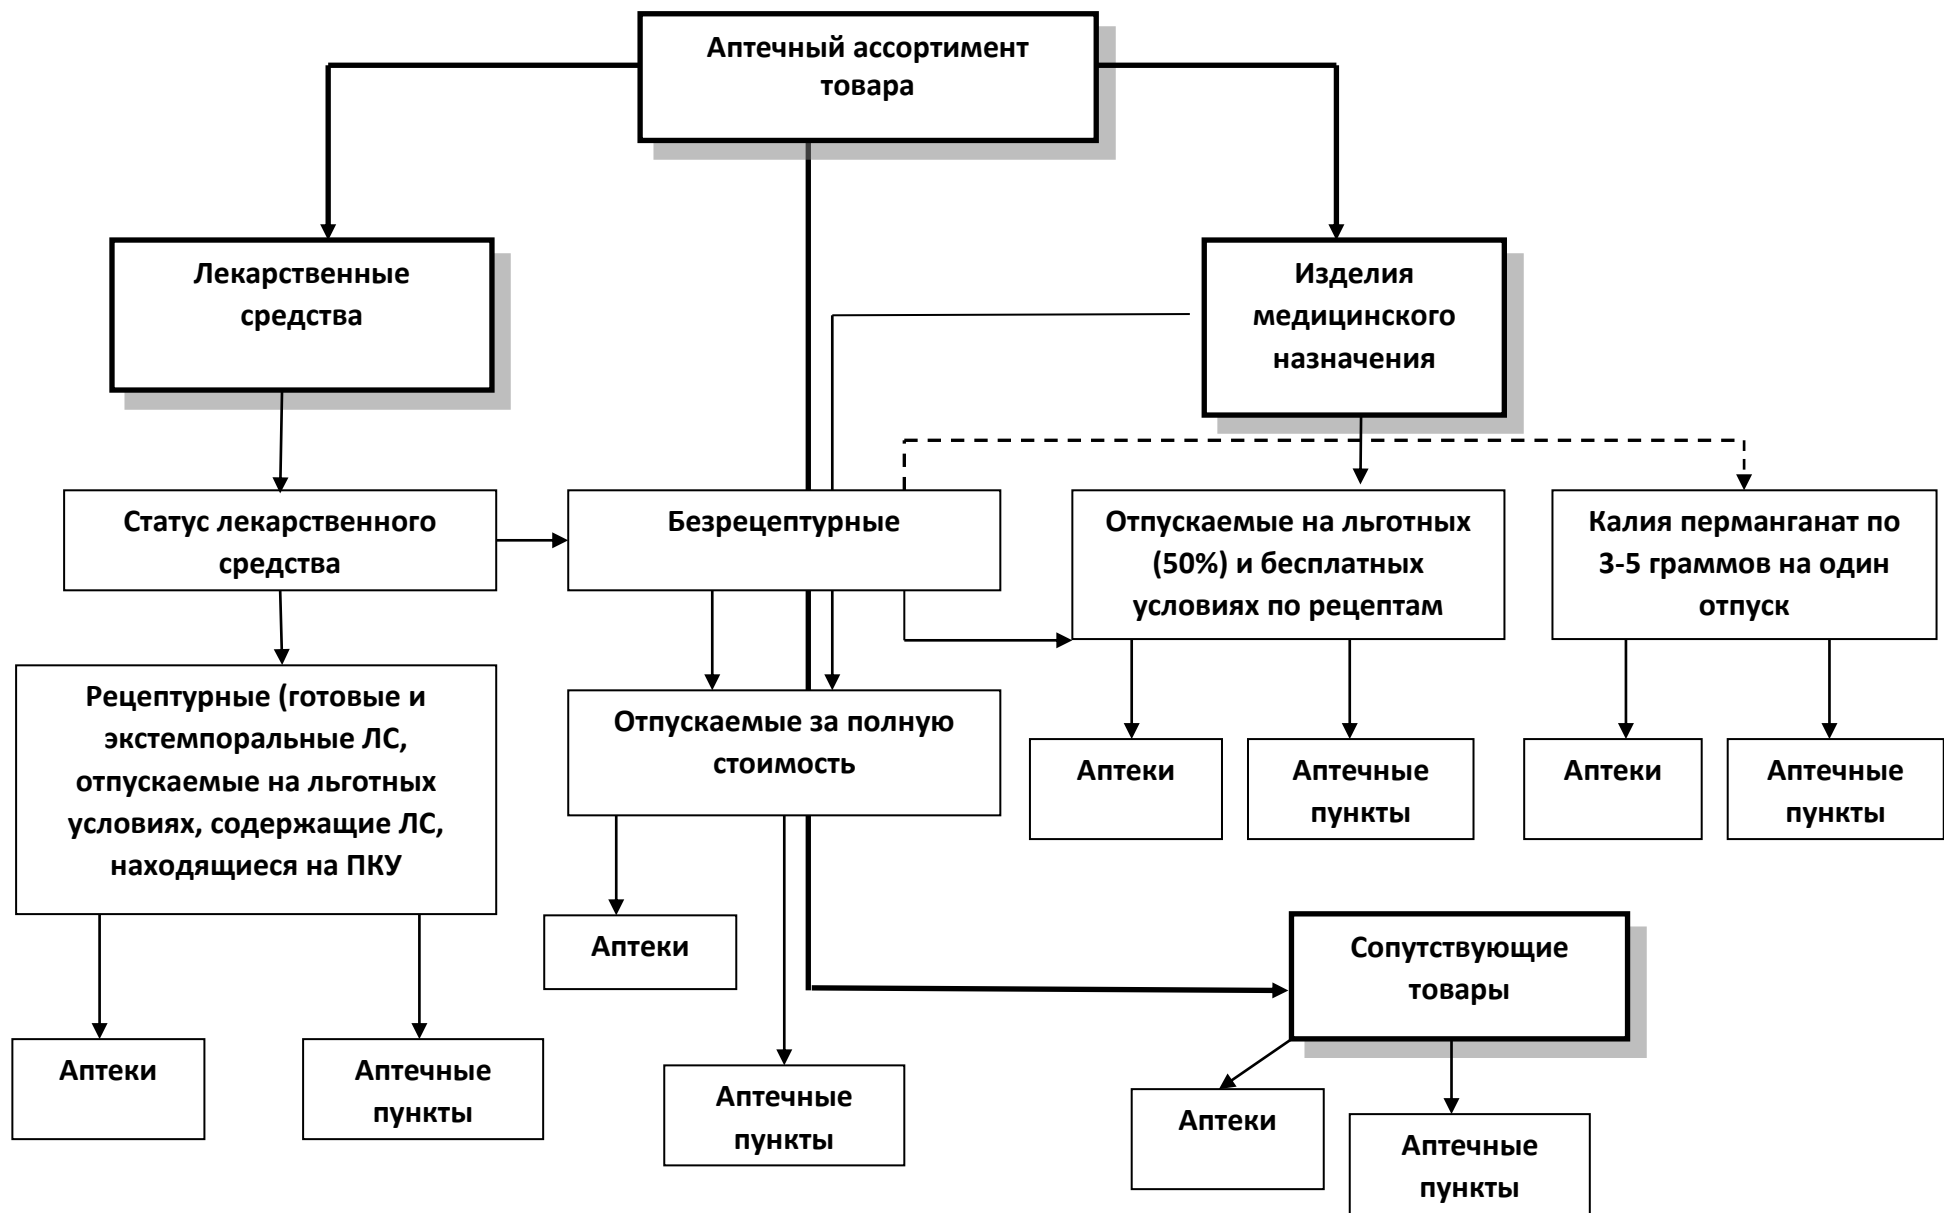 Аптечный ассортимент
товара
Лекарственные
средства
Изделия
медицинского
назначения
Статус лекарственного
средства
Безрецептурные
Отпускаемые на льготных
(50%) и бесплатных
условиях по рецептам
Калия перманганат по
3-5 граммов на один
отпуск
Рецептурные (готовые и
экстемпоральные ЛС,
отпускаемые на льготных
условиях, содержащие ЛС,
находящиеся на ПКУ
Отпускаемые за полную
стоимость
Аптеки
Аптечные
пункты
Аптеки
Аптечные
пункты
Аптеки
Сопутствующие
товары
Аптеки
Аптечные
пункты
Аптечные
пункты
Аптеки
Аптечные
пункты